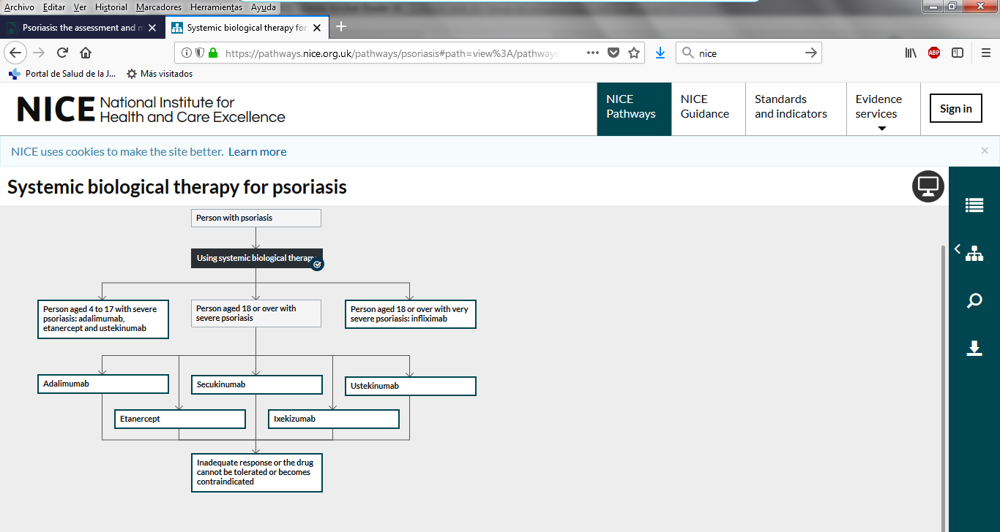 Archivo Editar Ver Historial Marcadores Herramientas Ayuda
Psoriasis: the assessment and m
Systemic biological therapy for
https://pathways.nice.org.uk/pathways/psoriasis#path=view%3A/pathways
nice
ABP
Portal de Salud de la J...
Más visitados
NICE National Institute for
Health and Care Excellence
NICE
Pathways
NICE
Guidance
Standards
and indicators
Evidence
services
Sign in
NICE uses cookies to make the site better. Learn more
Systemic biological therapy for psoriasis
Person with psoriasis
Using systemic biological therapy
Person aged 4 to 17 with severe
psoriasis: adalimumab,
etanercept and ustekinumab
Person aged 18 or over with
severe psoriasis
Person aged 18 or over with very
severe psoriasis: infliximab
Adalimumab
Secukinumab
Ustekinumab
Etanercept
Ixekizumab
Inadequate response or the drug
cannot be tolerated or becomes
contraindicated